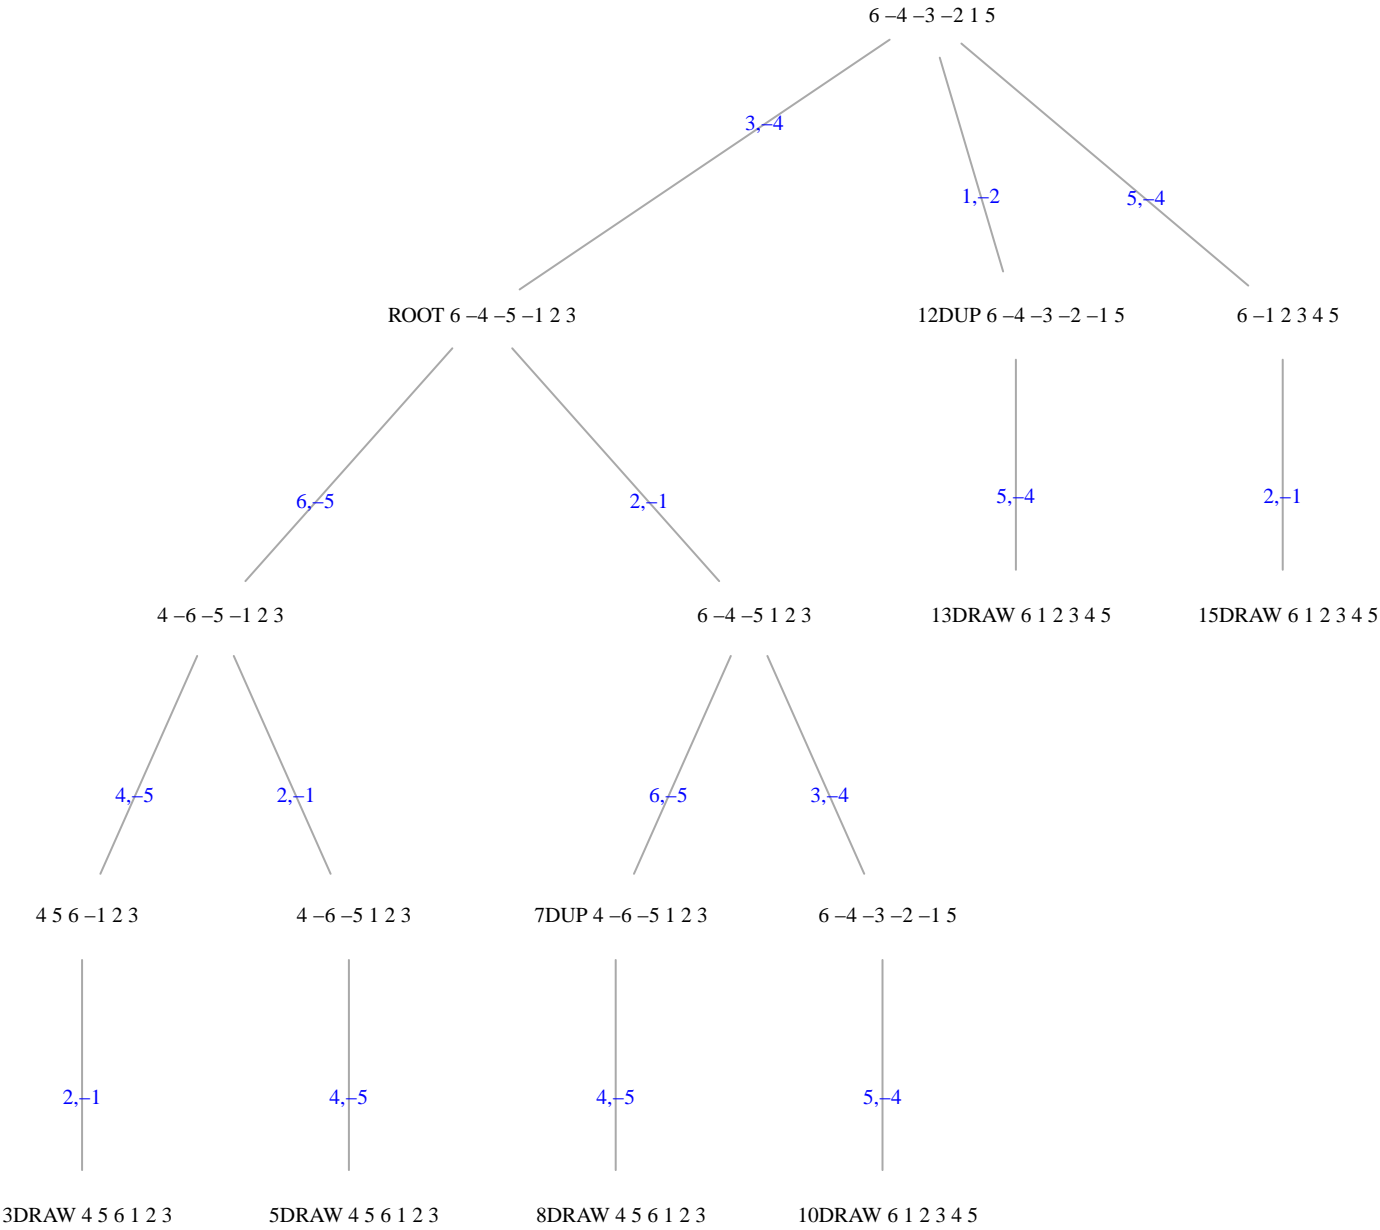 6 –4 –3 –2 1 5
3,–4
1,–2
5,–4
ROOT 6 –4 –5 –1 2 3
12DUP 6 –4 –3 –2 –1 5
6 –1 2 3 4 5
6,–5
2,–1
5,–4
2,–1
4 –6 –5 –1 2 3
6 –4 –5 1 2 3
13DRAW 6 1 2 3 4 5
15DRAW 6 1 2 3 4 5
4,–5
2,–1
6,–5
3,–4
4 5 6 –1 2 3
4 –6 –5 1 2 3
7DUP 4 –6 –5 1 2 3
6 –4 –3 –2 –1 5
2,–1
4,–5
4,–5
5,–4
3DRAW 4 5 6 1 2 3
5DRAW 4 5 6 1 2 3
8DRAW 4 5 6 1 2 3
10DRAW 6 1 2 3 4 5